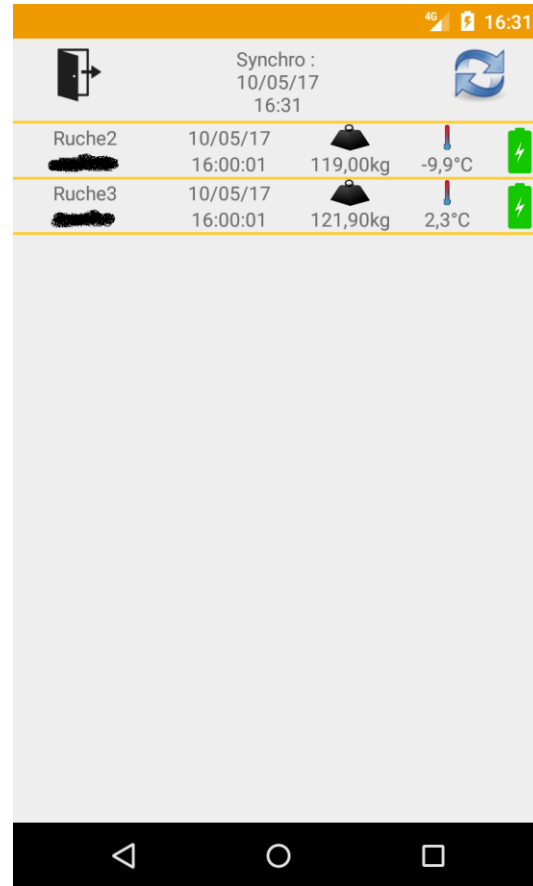 4G 16:31
Synchro :
10/05/17
16:31
Ruche2 10/05/17
16:00:01 119,00kg -9,9°C
Ruche3 10/05/17
16:00:01 121,90kg 2,3°C